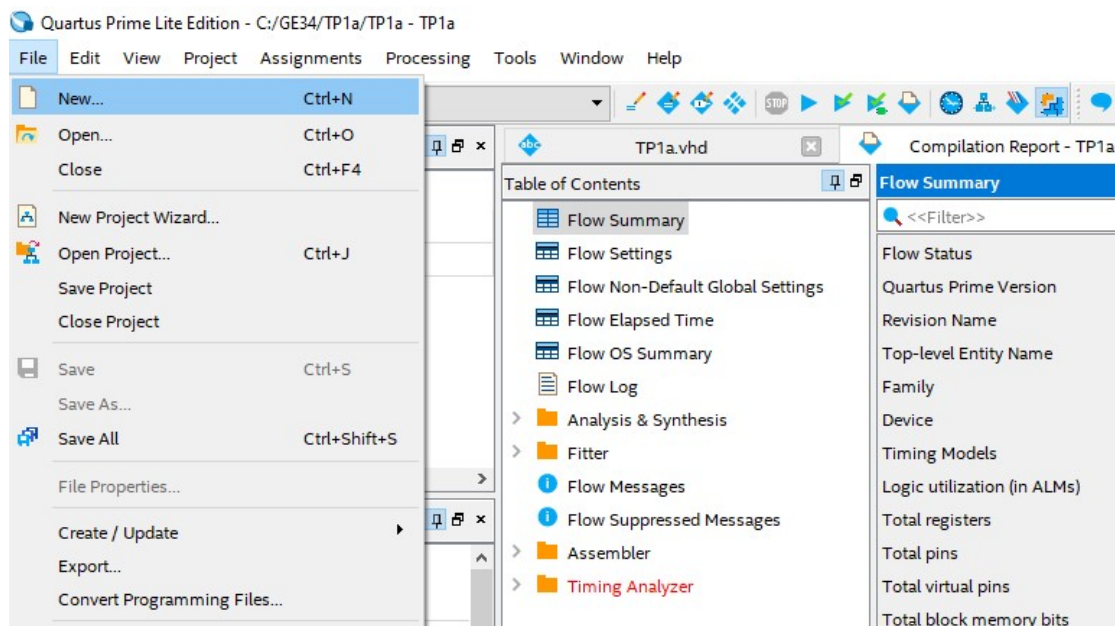 Quartus Prime Lite Edition - C:/GE34/TP1a/TP1a - TP1a
File Edit View Project Assignments Processing Tools Window Help
New... Ctrl+N
Open... Ctrl+O
Close Ctrl+F4
New Project Wizard...
Open Project... Ctrl+J
Save Project
Close Project
Save Ctrl+S
Save As...
Save All Ctrl+Shift+S
File Properties...
Create / Update
Export...
Convert Programming Files...
STOP
abc TP1a.vhd
Compilation Report - TP1a
Table of Contents
Flow Summary
Flow Settings
Flow Non-Default Global Settings
Flow Elapsed Time
Flow OS Summary
Flow Log
Analysis & Synthesis
Fitter
Flow Messages
Flow Suppressed Messages
Assembler
Timing Analyzer
Flow Summary
<<Filter>>
Flow Status
Quartus Prime Version
Revision Name
Top-level Entity Name
Family
Device
Timing Models
Logic utilization (in ALMs)
Total registers
Total pins
Total virtual pins
Total block memory bits